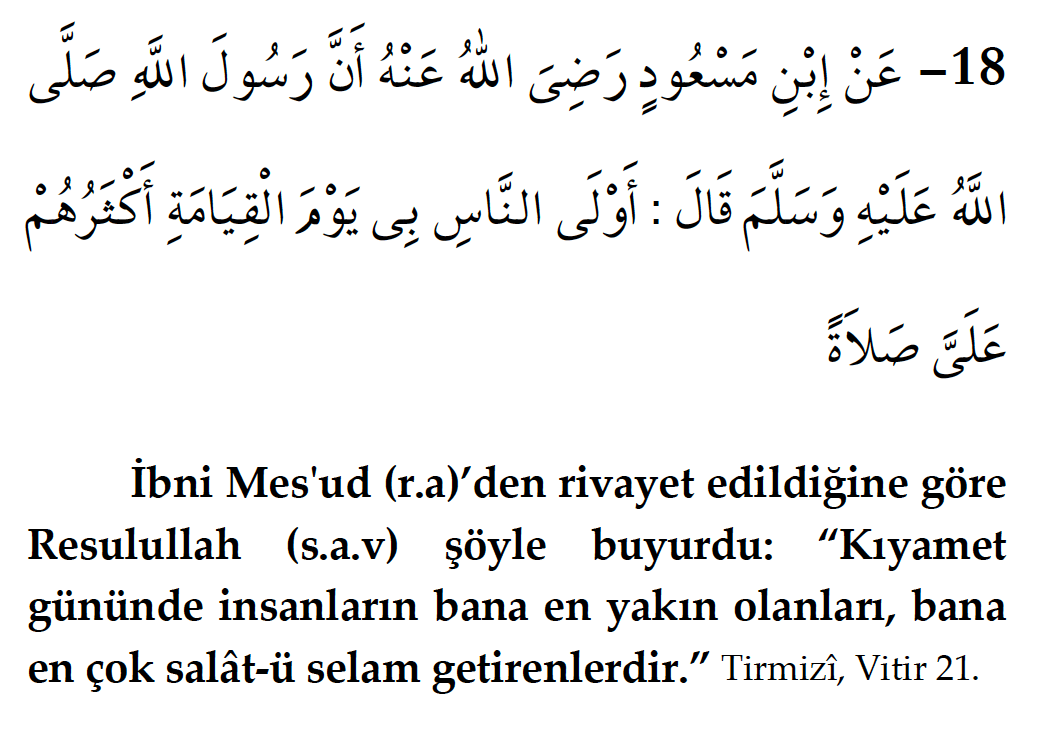 18– عَنْ إِبْنِ مَسْعُودٍ رَضِىَ اللهُ عَنْهُ أَنَّ رَسُولَ اللَّهِ صَلَّى
اللَّهُ عَلَيْهِ وَسَلَّمَ قَالَ : أَوْلَى النَّاسِ بِى يَوْمَ الْقِيَامَةِ أَكْثَرُهُمْ
عَلَىَّ صَلاَةً
İbni Mes'ud (r.a)’den rivayet edildiğine göre
Resulullah (s.a.v) şöyle buyurdu: “Kıyamet
gününde insanların bana en yakın olanları, bana
en çok salât-ü selam getirenlerdir.” Tirmizî, Vitir 21.